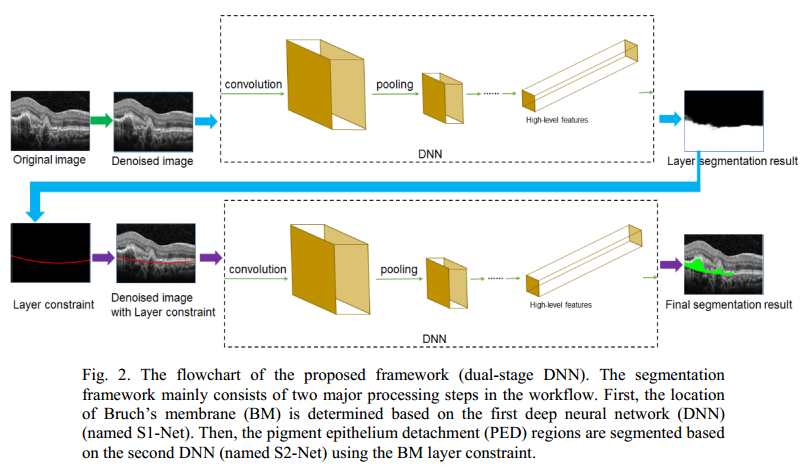 convolution
pooling
......
High-level features
DNN
Original image
Denoised image
Layer segmentation result
convolution
pooling
......
High-level features
DNN
Layer constraint
Denoised image
with Layer constraint
Final segmentation result
Fig. 2. The flowchart of the proposed framework (dual-stage DNN). The segmentation
framework mainly consists of two major processing steps in the workflow. First, the location
of Bruch’s membrane (BM) is determined based on the first deep neural network (DNN)
(named S1-Net). Then, the pigment epithelium detachment (PED) regions are segmented based
on the second DNN (named S2-Net) using the BM layer constraint.